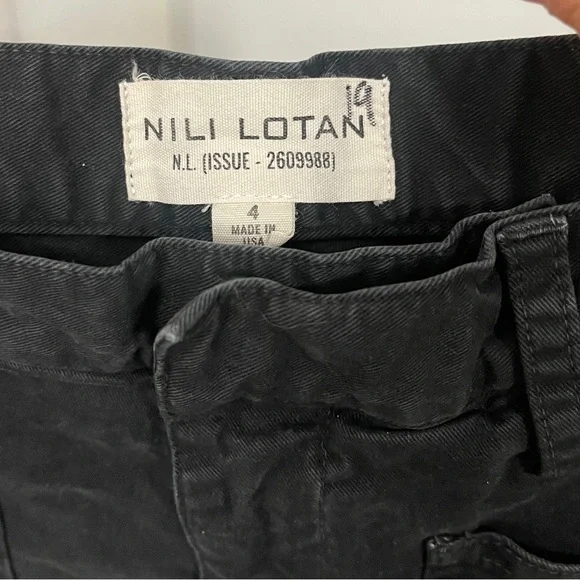 19
NILI LOTAN
N.L. (ISSUE - 2609988)
4
MADE IN
USA